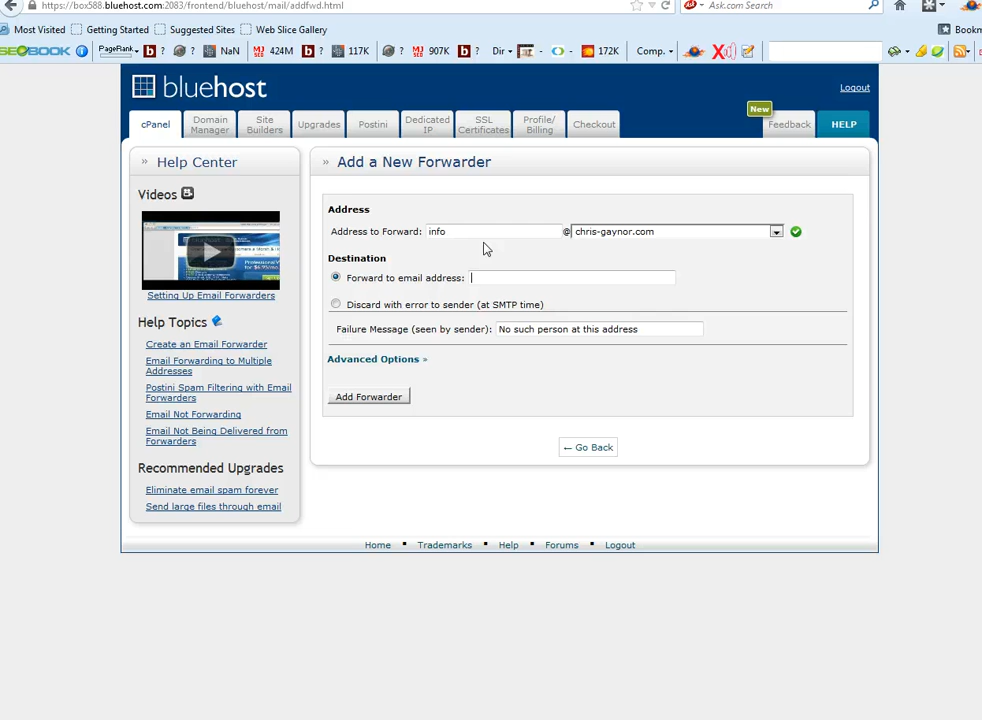 https://box588.bluehost.com:2083/frontend/bluehost/mail/addfwd.html
Ask.com Search
Most Visited Getting Started Suggested Sites Web Slice Gallery
PageRank ? ? NaN 424M ? 117K ? 907K ? Dir 172K Comp.
bluehost
Logout
New
cPanel
Domain Manager
Site Builders
Upgrades
Postini
Dedicated IP
SSL Certificates
Profile/ Billing
Checkout
Feedback
HELP
» Help Center
Videos
Setting Up Email Forwarders
Help Topics
Create an Email Forwarder
Email Forwarding to Multiple
Addresses
Postini Spam Filtering with Email
Forwarders
Email Not Forwarding
Email Not Being Delivered from
Forwarders
Recommended Upgrades
Eliminate email spam forever
Send large files through email
» Add a New Forwarder
Address
Address to Forward: info @ chris-gaynor.com
Destination
Forward to email address:
Discard with error to sender (at SMTP time)
Failure Message (seen by sender): No such person at this address
Advanced Options »
Add Forwarder
← Go Back
Home ▪ Trademarks ▪ Help ▪ Forums ▪ Logout